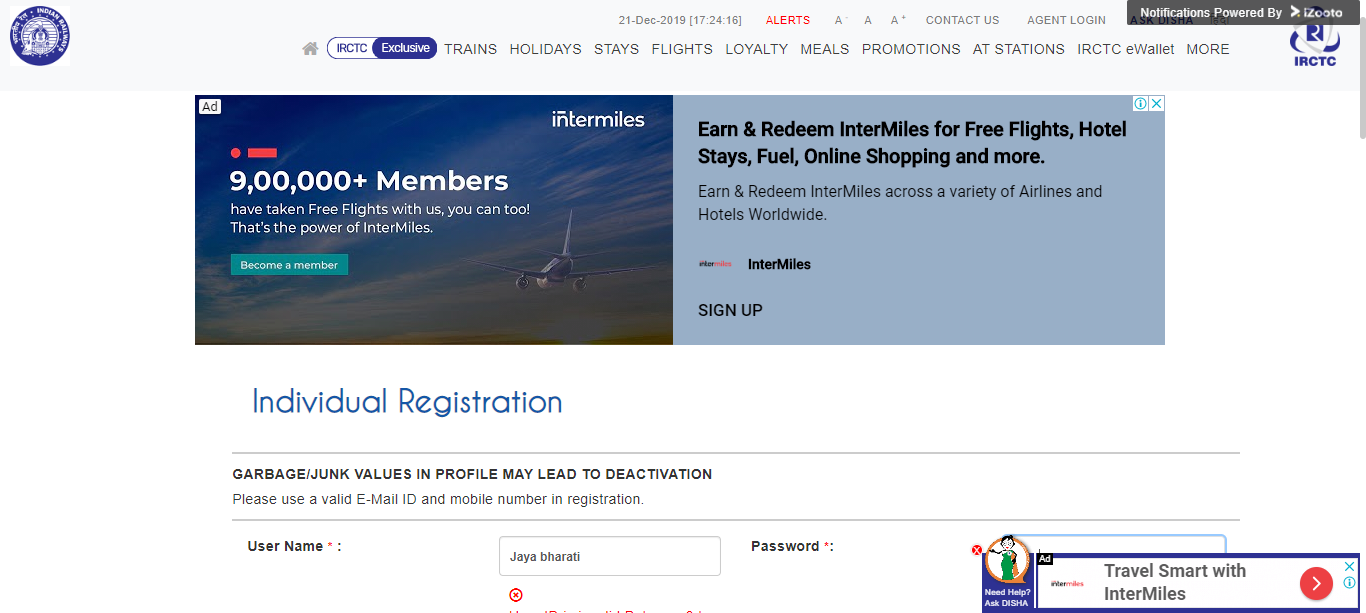 INDIAN RAILWAYS
21-Dec-2019 [17:24:16] ALERTS A- A A+ CONTACT US AGENT LOGIN ASK DISHA
Notifications Powered By iZooto
IRCTC Exclusive TRAINS HOLIDAYS STAYS FLIGHTS LOYALTY MEALS PROMOTIONS AT STATIONS IRCTC eWallet MORE
IRCTC
Ad
intermiles
9,00,000+ Members
have taken Free Flights with us, you can too!
That's the power of InterMiles.
Become a member
Earn & Redeem InterMiles for Free Flights, Hotel
Stays, Fuel, Online Shopping and more.
Earn & Redeem InterMiles across a variety of Airlines and
Hotels Worldwide.
intermiles InterMiles
SIGN UP
Individual Registration
GARBAGE/JUNK VALUES IN PROFILE MAY LEAD TO DEACTIVATION
Please use a valid E-Mail ID and mobile number in registration.
User Name * : Jaya bharati Password *:
Need Help?
Ask DISHA
Ad
intermiles
Travel Smart with
InterMiles